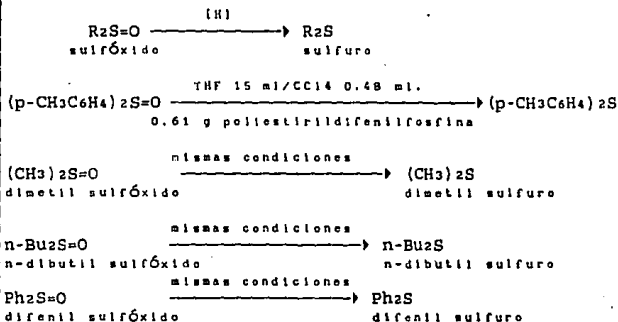 [H]
R2S=O R2S
sulfÓxido sulfuro
THF 15 ml/CCl4 0.48 ml.
(p-CH3C6H4)2S=O (p-CH3C6H4)2S
0.61 g poliestirildifenilfosfina
mismas condiciones
(CH3)2S=O (CH3)2S
dimetil sulfÓxido dimetil sulfuro
mismas condiciones
n-Bu2S=O n-Bu2S
n-dibutil sulfÓxido n-dibutil sulfuro
mismas condiciones
Ph2S=O Ph2S
difenil sulfÓxido difenil sulfuro